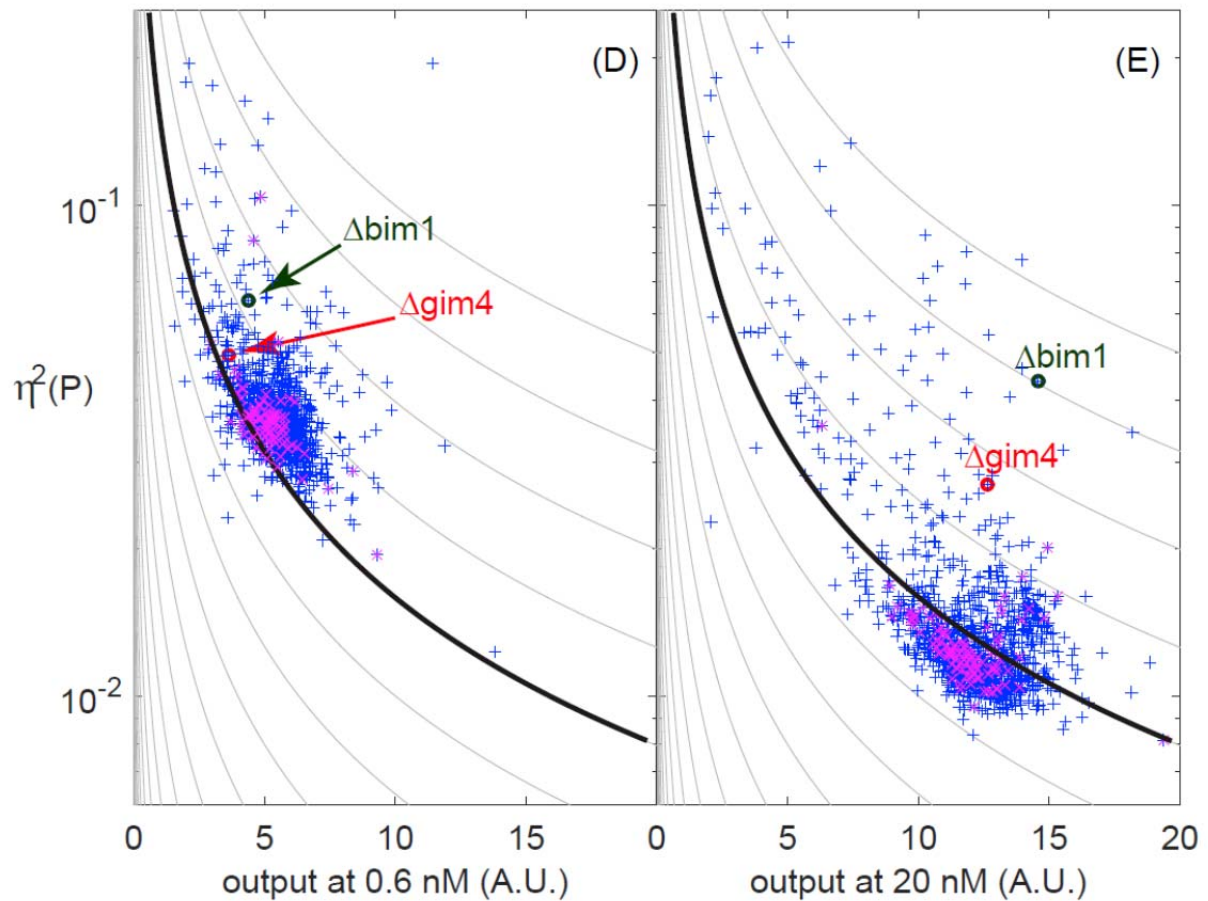 (D)
(E)
10^-1
Δbim1
Δgim4
η²(P)
Δbim1
Δgim4
10^-2
0 5 10 15 0 5 10 15 20
output at 0.6 nM (A.U.) output at 20 nM (A.U.)